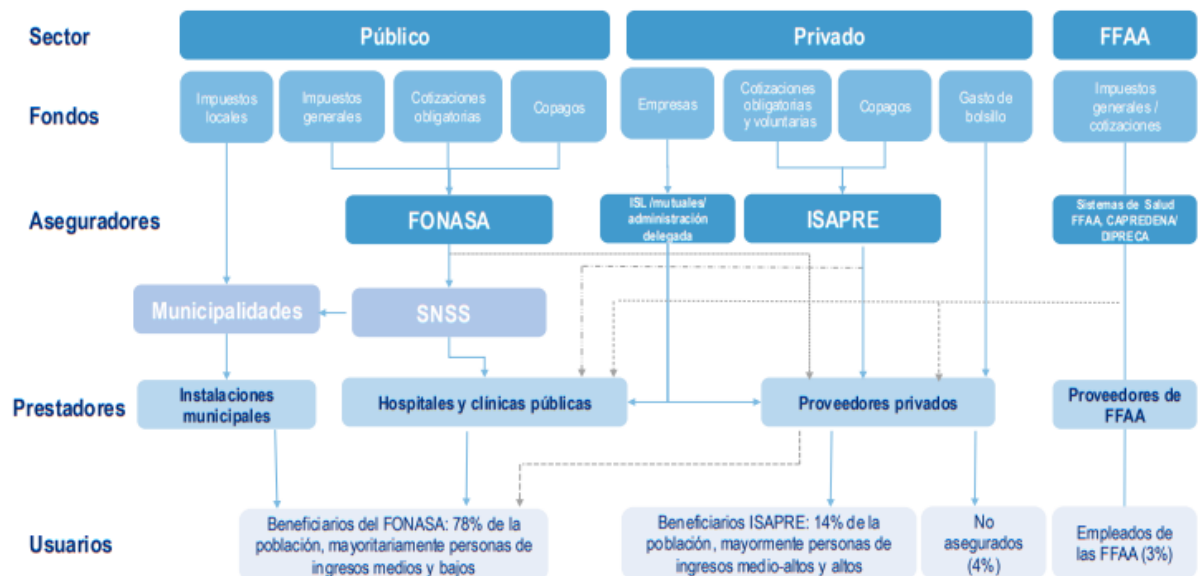 Sector
Público
Privado
FFAA
Fondos
Impuestos
locales
Impuestos
generales
Cotizaciones
obligatorias
Copagos
Empresas
Cotizaciones
obligatorias
y voluntarias
Copagos
Gasto de
bolsillo
Impuestos
generales /
cotizaciones
Aseguradores
FONASA
ISL /mutuales/
administración
delegada
ISAPRE
Sistemas de Salud
FFAA, CAPREDENA/
DIPRECA
Municipalidades
SNSS
Prestadores
Instalaciones
municipales
Hospitales y clínicas públicas
Proveedores privados
Proveedores de
FFAA
Usuarios
Beneficiarios del FONASA: 78% de la
población, mayoritariamente personas de
ingresos medios y bajos
Beneficiarios ISAPRE: 14% de la
población, mayormente personas de
ingresos medio-altos y altos
No
asegurados
(4%)
Empleados de
las FFAA (3%)